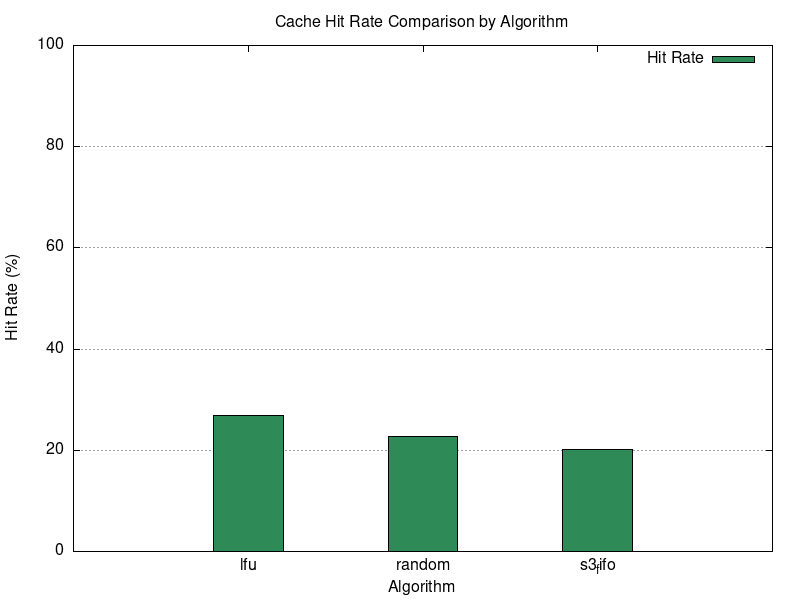 Cache Hit Rate Comparison by Algorithm
Hit Rate
100
80
60
40
20
0
Hit Rate (%)
lfu
random
s3fifo
Algorithm